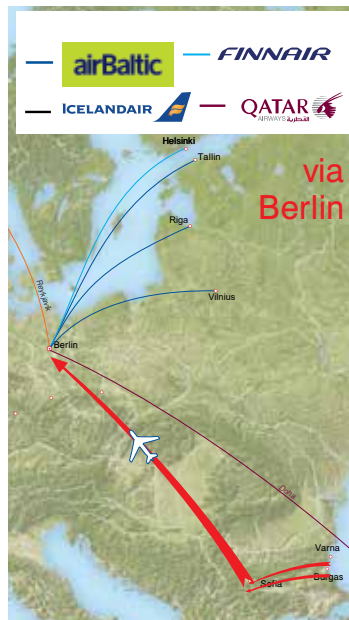 airBaltic
FINNAIR
ICELANDAIR
QATAR
AIRWAYS القطرية
Helsinki
Tallin
via
Berlin
Riga
Reykjavik
Vilnius
Berlin
Doha
Varna
Sofia
Burgas